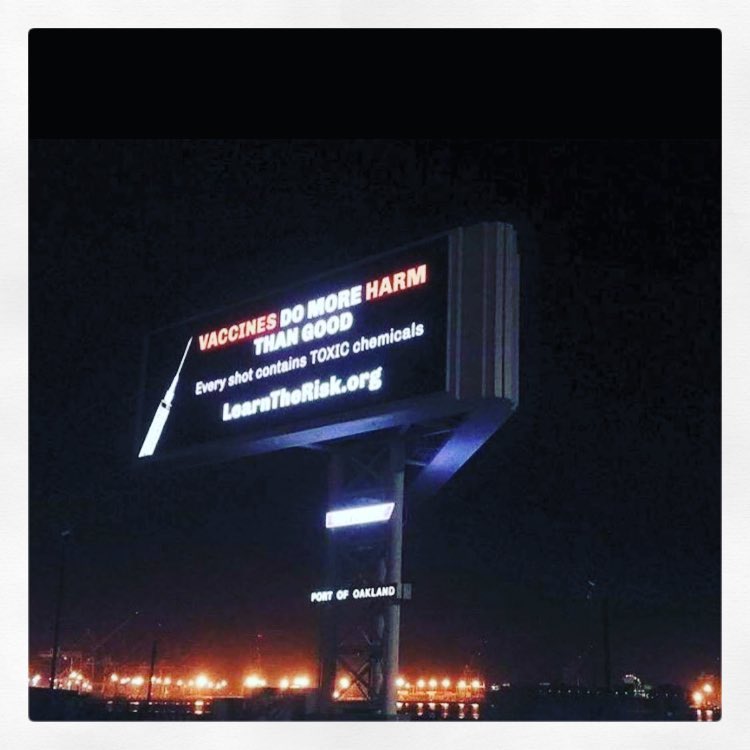 VACCINES DO MORE HARM
THAN GOOD
Every shot contains TOXIC chemicals
LearnTheRisk.org
PORT OF OAKLAND